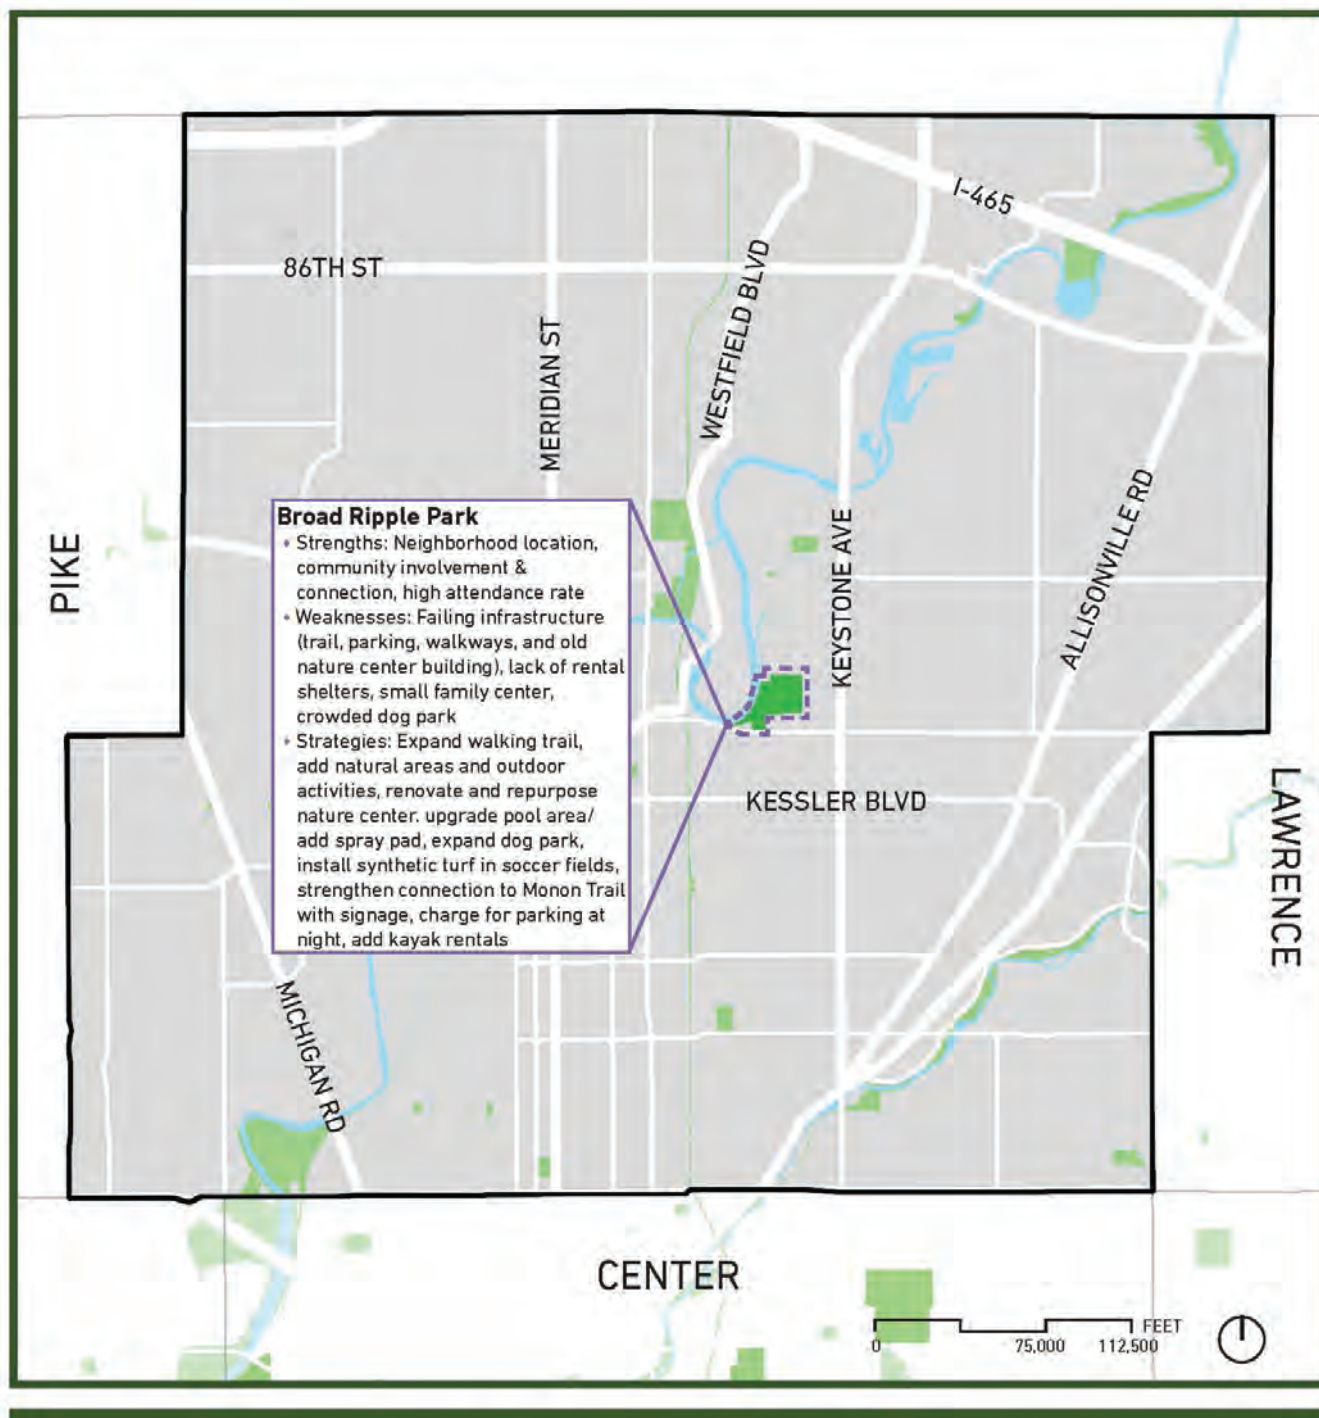 I-465
86TH ST
WESTFIELD BLVD
MERIDIAN ST
Broad Ripple Park
• Strengths: Neighborhood location,
community involvement &
connection, high attendance rate
• Weaknesses: Failing infrastructure
(trail, parking, walkways, and old
nature center building), lack of rental
shelters, small family center,
crowded dog park
• Strategies: Expand walking trail,
add natural areas and outdoor
activities, renovate and repurpose
nature center. upgrade pool area/
add spray pad, expand dog park,
install synthetic turf in soccer fields,
strengthen connection to Monon Trail
with signage, charge for parking at
night, add kayak rentals
PIKE
KEYSTONE AVE
ALLISONVILLE RD
KESSLER BLVD
LAWRENCE
MICHIGAN RD
CENTER
FEET
0 75,000 112,500